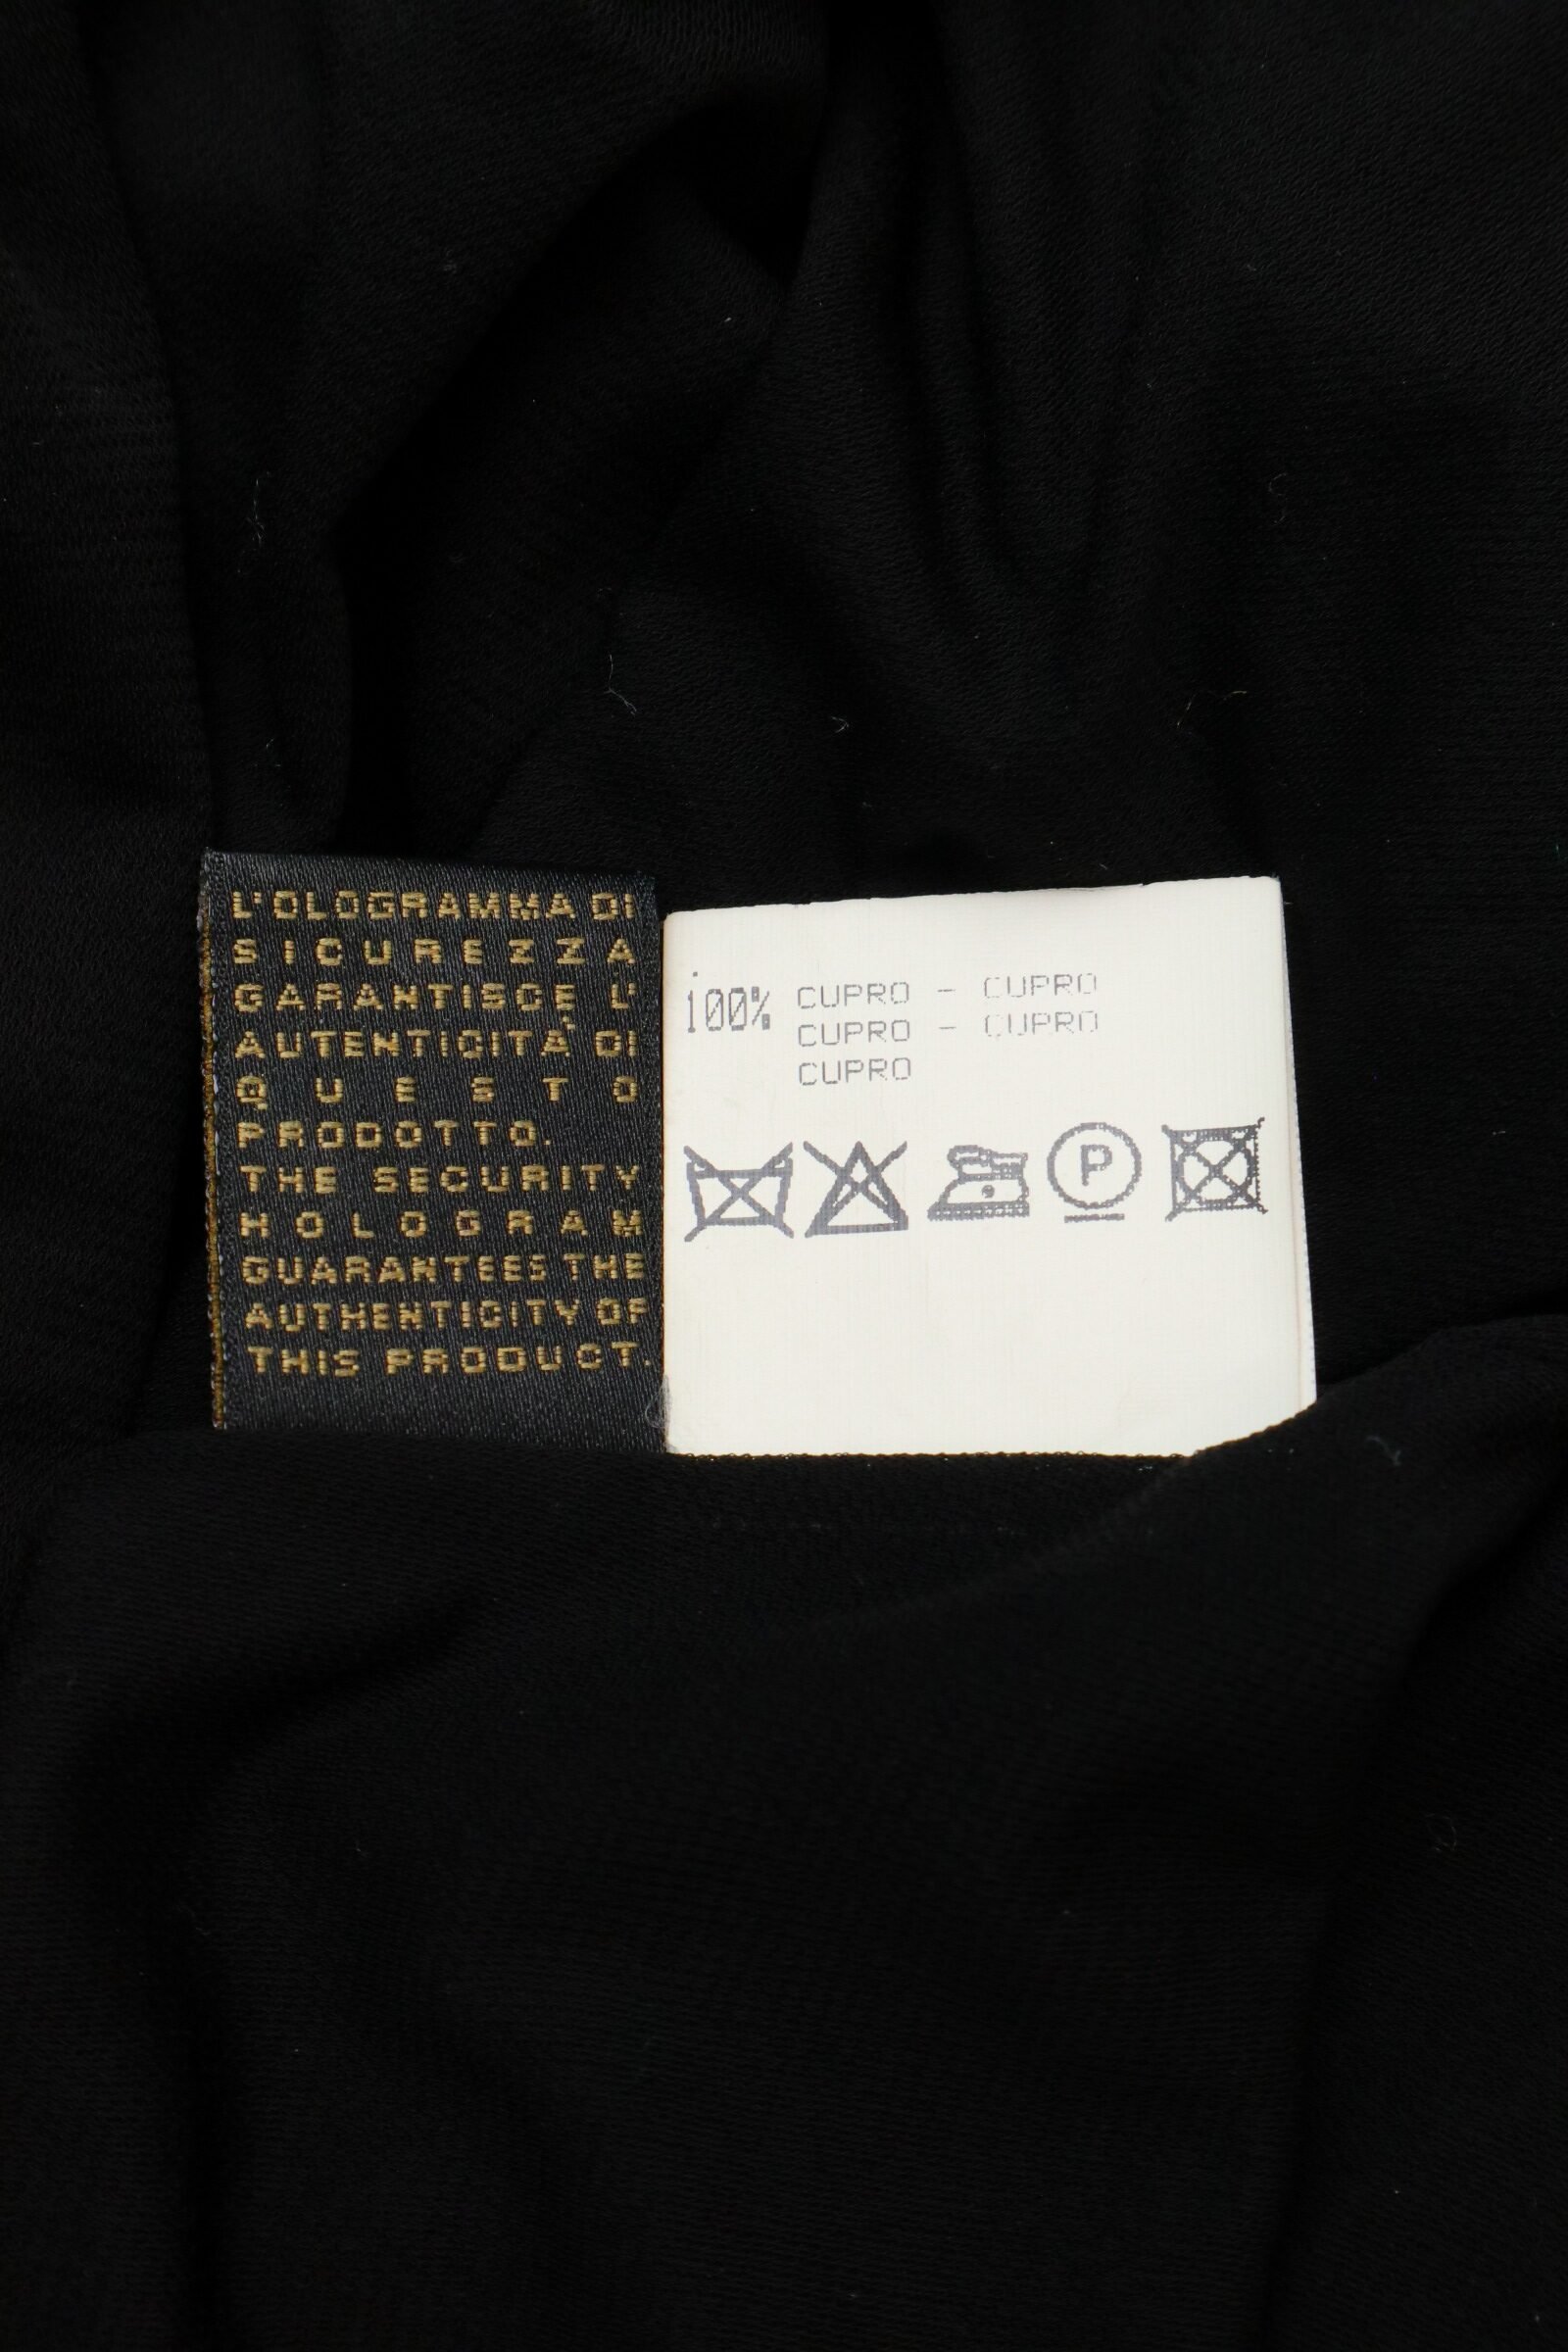 L'OLOGRAMMA DI
SICUREZZA
GARANTISCE L'
AUTENTICITÀ DI
QUESTO
PRODOTTO.
THE SECURITY
HOLOGRAM
GUARANTEES THE
AUTHENTICITY OF
THIS PRODUCT.
100% CUPRO - CUPRO
CUPRO - CUPRO
CUPRO
P